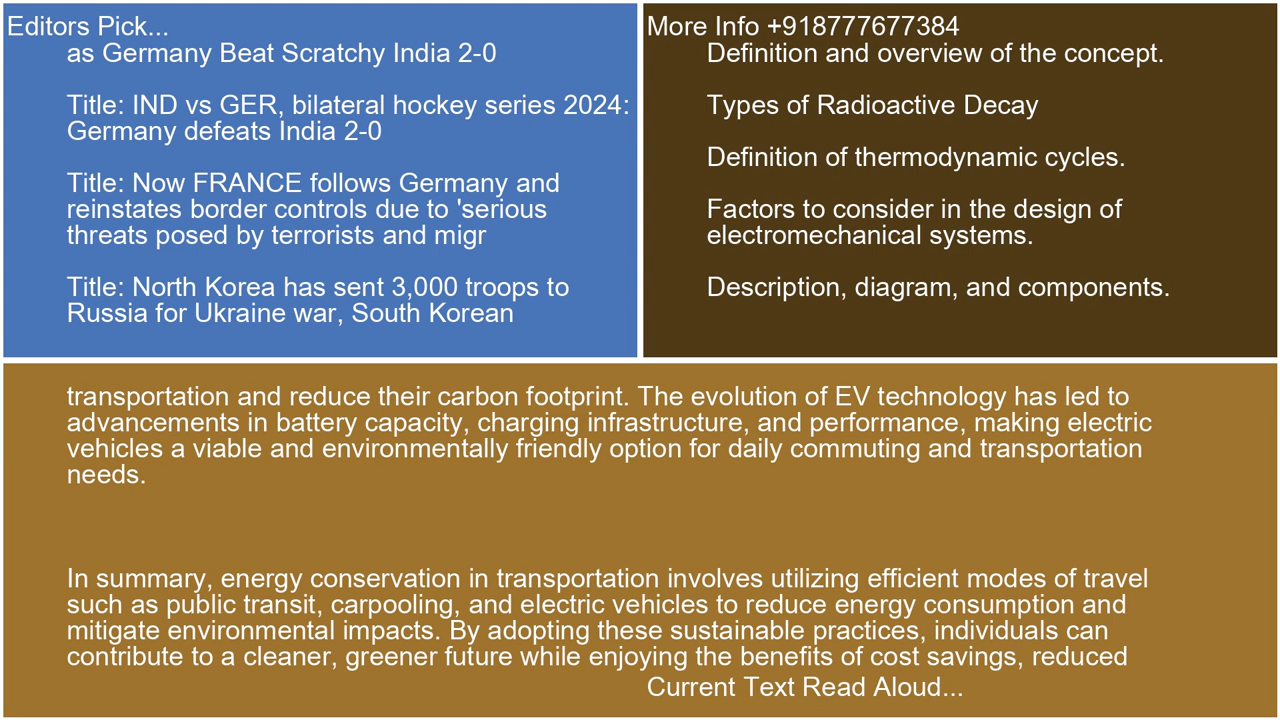 Editors Pick...
as Germany Beat Scratchy India 2-0
Title: IND vs GER, bilateral hockey series 2024:
Germany defeats India 2-0
Title: Now FRANCE follows Germany and
reinstates border controls due to 'serious
threats posed by terrorists and migr
Title: North Korea has sent 3,000 troops to
Russia for Ukraine war, South Korean
More Info +918777677384
Definition and overview of the concept.
Types of Radioactive Decay
Definition of thermodynamic cycles.
Factors to consider in the design of
electromechanical systems.
Description, diagram, and components.
transportation and reduce their carbon footprint. The evolution of EV technology has led to
advancements in battery capacity, charging infrastructure, and performance, making electric
vehicles a viable and environmentally friendly option for daily commuting and transportation
needs.
In summary, energy conservation in transportation involves utilizing efficient modes of travel
such as public transit, carpooling, and electric vehicles to reduce energy consumption and
mitigate environmental impacts. By adopting these sustainable practices, individuals can
contribute to a cleaner, greener future while enjoying the benefits of cost savings, reduced
Current Text Read Aloud...